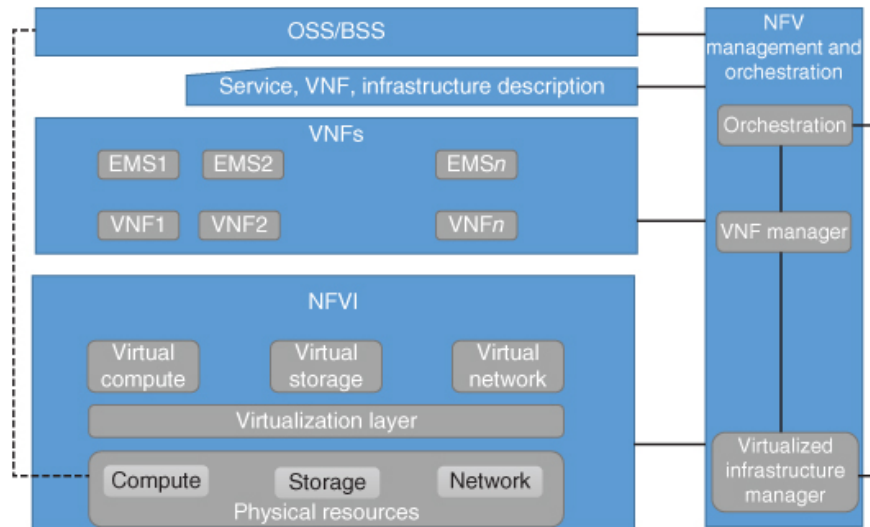 OSS/BSS
Service, VNF, infrastructure description
VNFs
EMS1
EMS2
EMSn
VNF1
VNF2
VNFn
NFVI
Virtual
compute
Virtual
storage
Virtual
network
Virtualization layer
Compute
Storage
Network
Physical resources
NFV
management and
orchestration
Orchestration
VNF manager
Virtualized
infrastructure
manager